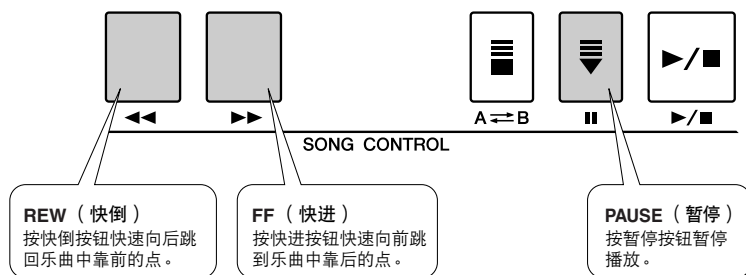 A⇄B
SONG CONTROL
REW（快倒）
按快倒按钮快速向后跳
回乐曲中靠前的点。
FF（快进）
按快进按钮快速向前跳
到乐曲中靠后的点。
PAUSE（暂停）
按暂停按钮暂停
播放。